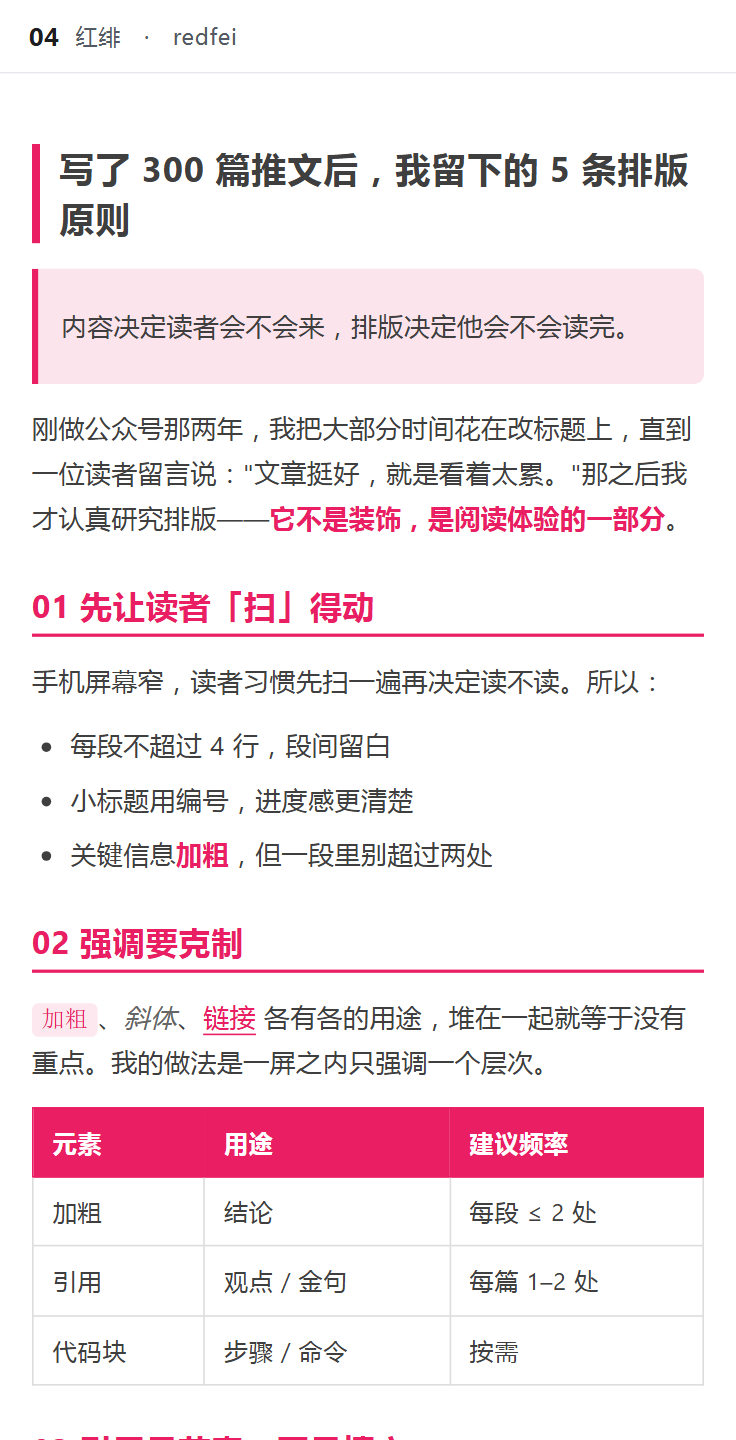 04 红绯 · redfei
写了 300 篇推文后，我留下的 5 条排版
原则
内容决定读者会不会来，排版决定他会不会读完。
刚做公众号那两年，我把大部分时间花在改标题上，直到
一位读者留言说："文章挺好，就是看着太累。"那之后我
才认真研究排版——它不是装饰，是阅读体验的一部分。
01 先让读者「扫」得动
手机屏幕窄，读者习惯先扫一遍再决定读不读。所以：
每段不超过 4 行，段间留白
小标题用编号，进度感更清楚
关键信息加粗，但一段里别超过两处
02 强调要克制
加粗、斜体、链接 各有各的用途，堆在一起就等于没有
重点。我的做法是一屏之内只强调一个层次。
元素 用途 建议频率
加粗 结论 每段 ≤ 2 处
引用 观点 / 金句 每篇 1–2 处
代码块 步骤 / 命令 按需